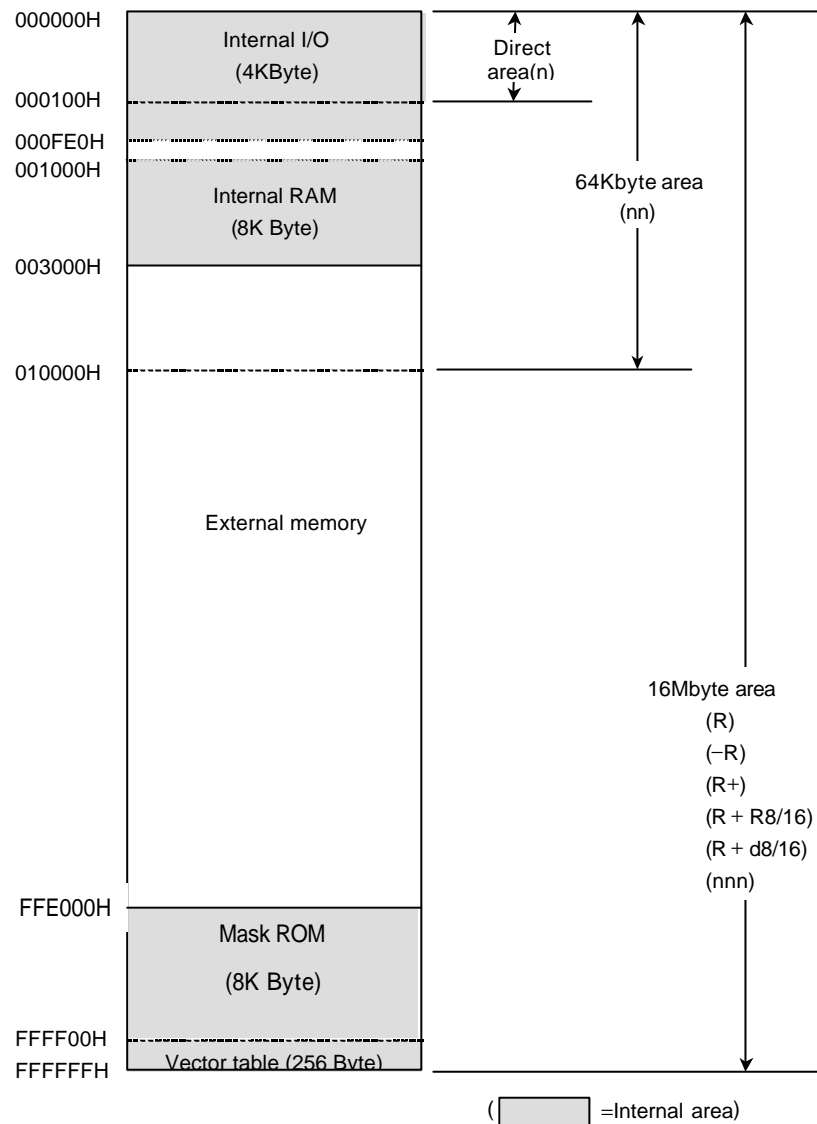 000000H
Internal I/O
(4KByte)
Direct
area(n)
000100H
000FE0H
001000H
Internal RAM
(8K Byte)
64Kbyte area
(nn)
003000H
010000H
External memory
16Mbyte area
(R)
(−R)
(R+)
(R + R8/16)
(R + d8/16)
(nnn)
FFE000H
Mask ROM
(8K Byte)
FFFF00H
Vector table (256 Byte)
FFFFFFH
( =Internal area)